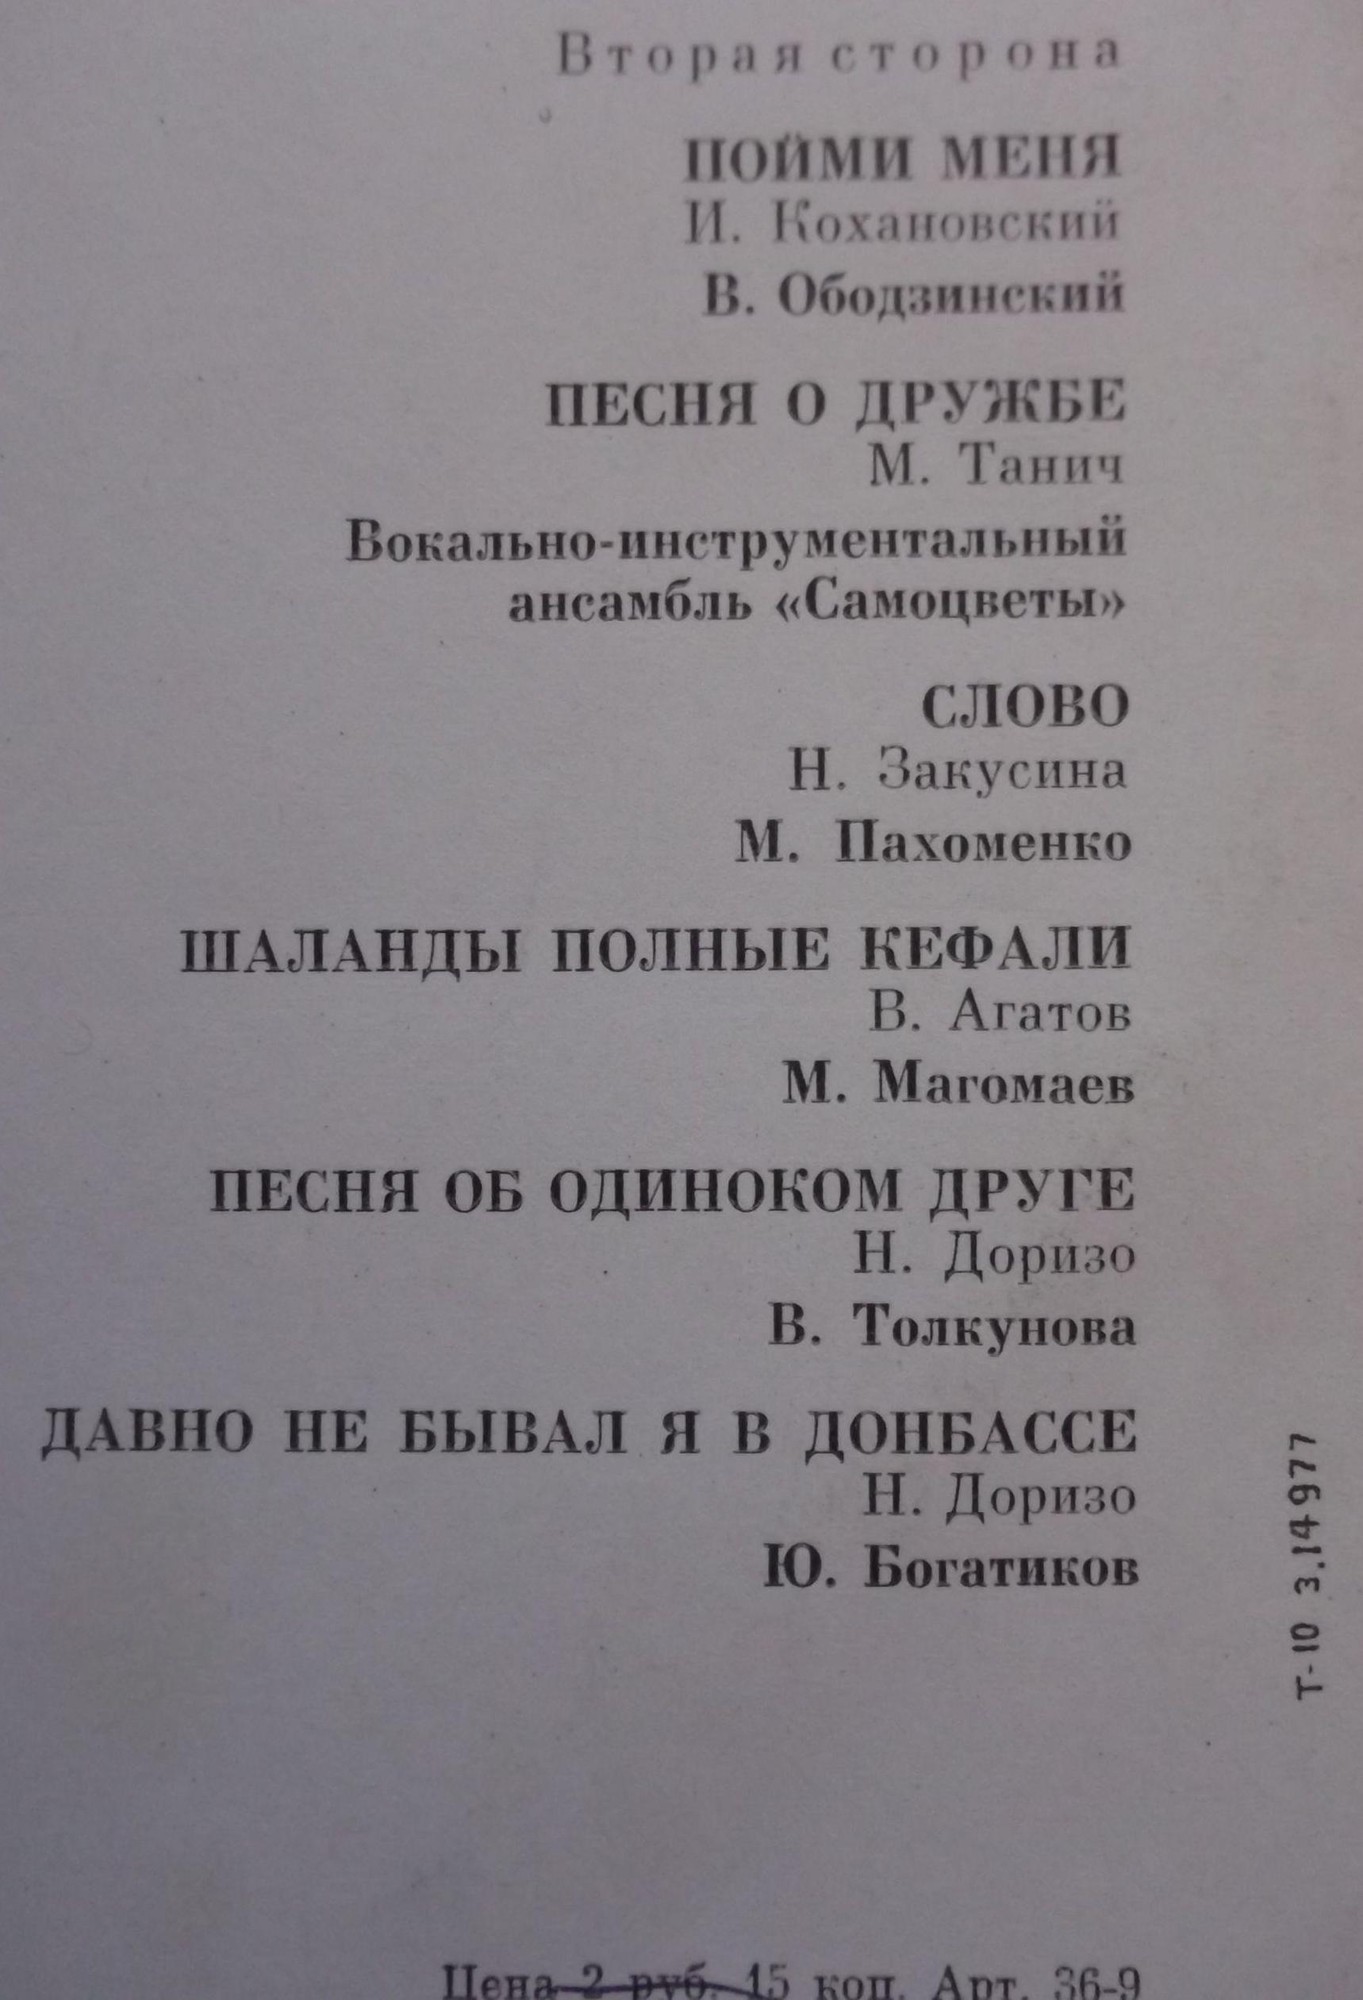 Вторая сторона
ПОЙМИ МЕНЯ
И. Кохановский
В. Ободзинский
ПЕСНЯ О ДРУЖБЕ
М. Танич
Вокально-инструментальный
ансамбль «Самоцветы»
СЛОВО
Н. Закусина
М. Пахоменко
ШАЛАНДЫ ПОЛНЫЕ КЕФАЛИ
В. Агатов
М. Магомаев
ПЕСНЯ ОБ ОДИНОКОМ ДРУГЕ
Н. Доризо
В. Толкунова
ДАВНО НЕ БЫВАЛ Я В ДОНБАССЕ
Н. Доризо
Ю. Богатиков
Т-10 3.14977
Цена 2 руб. 15 коп. Арт. 36-9